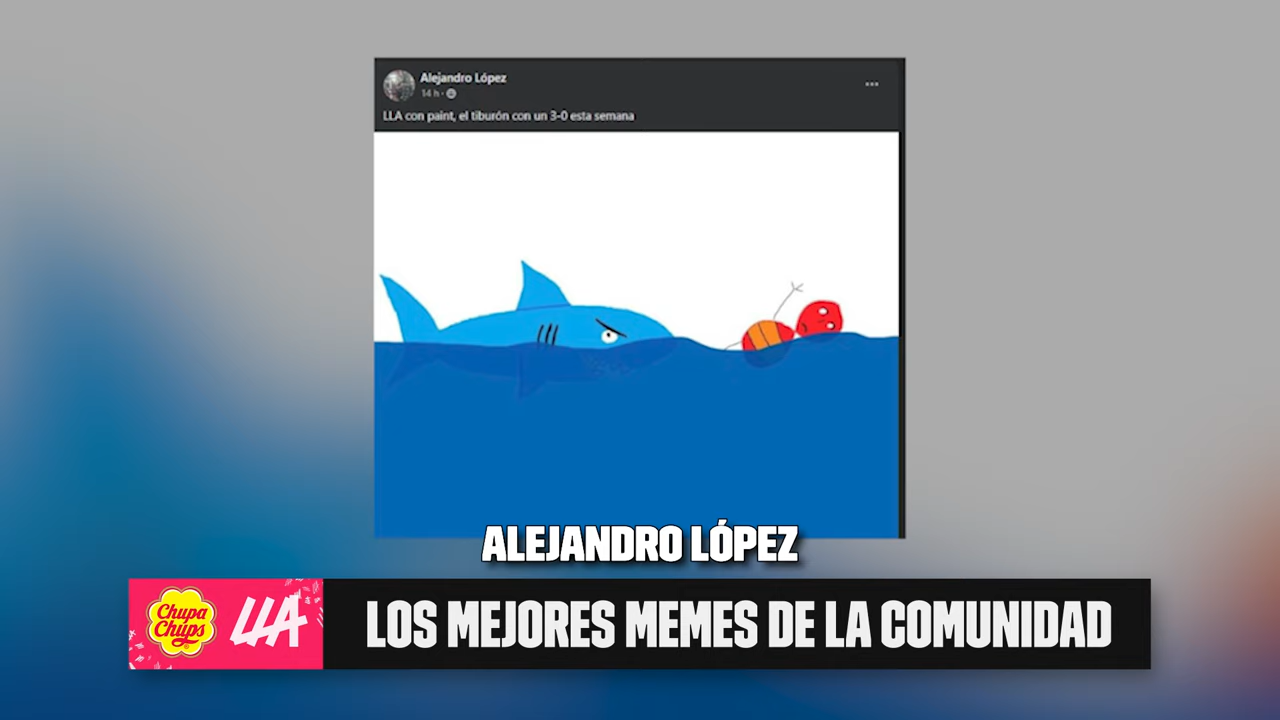 Alejandro López
14 h ·
LLA con paint, el tiburón con un 3-0 esta semana
ALEJANDRO LÓPEZ
Chupa
Chups
LLA
LOS MEJORES MEMES DE LA COMUNIDAD